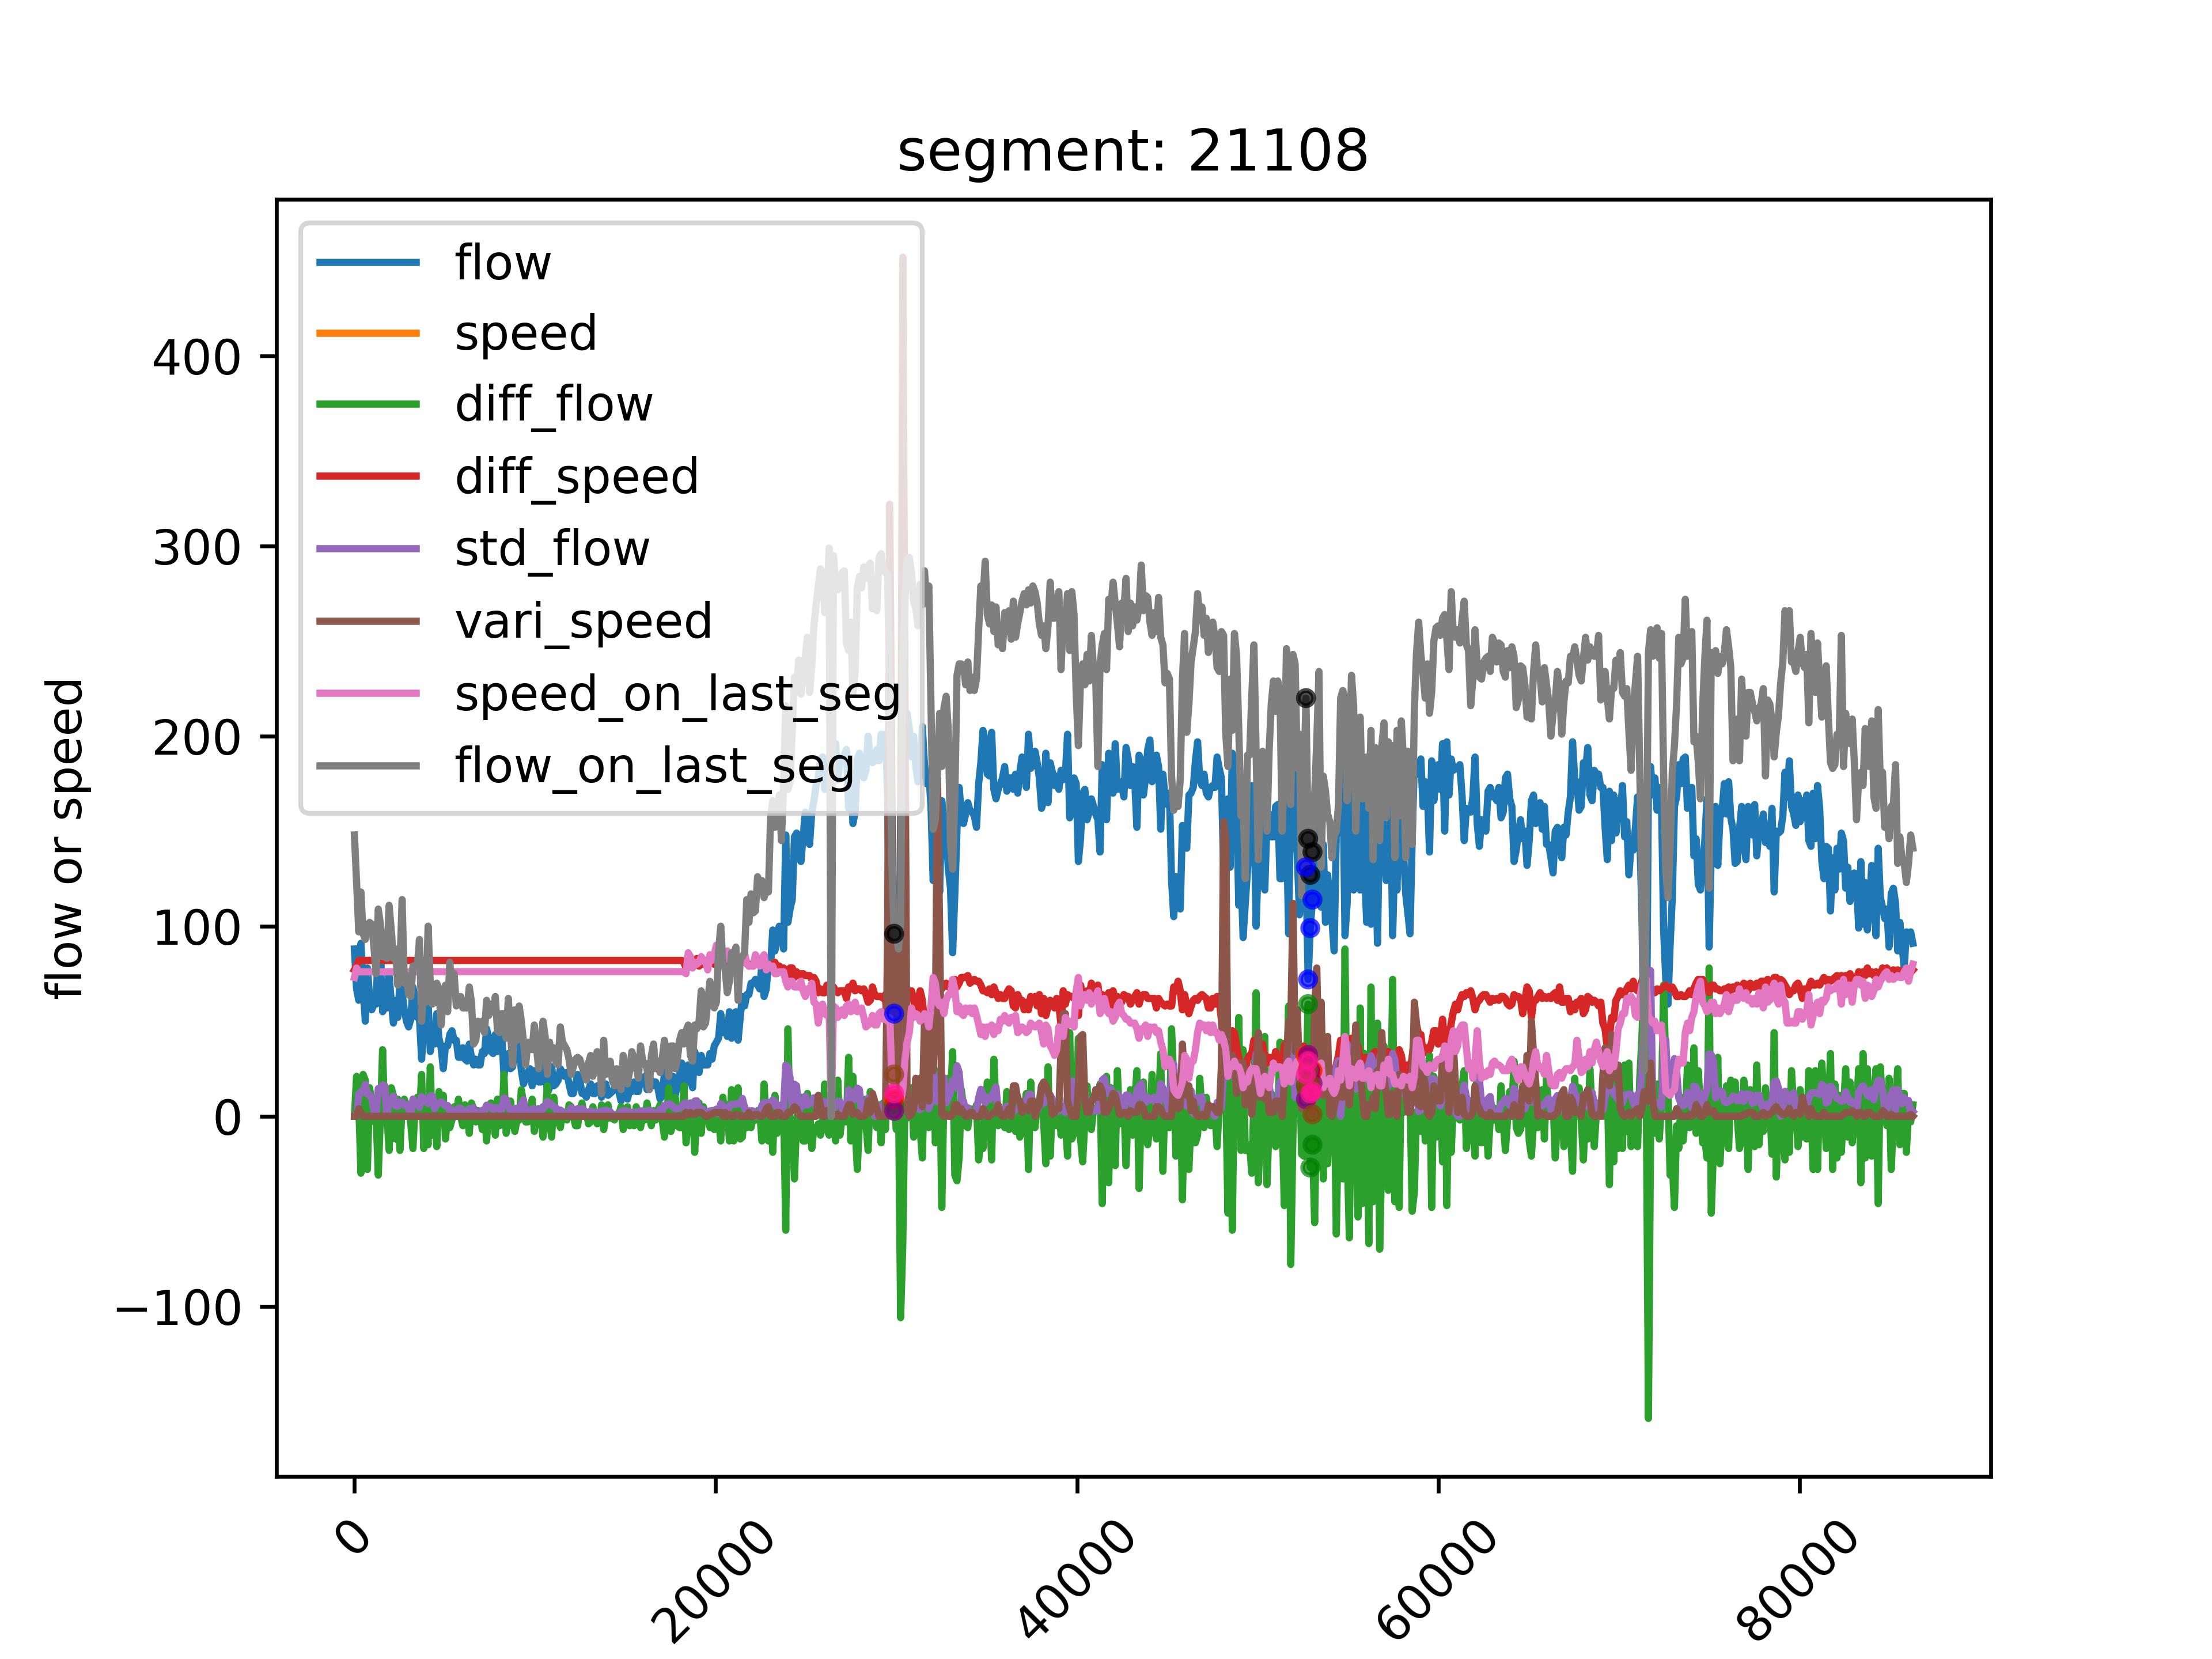 segment: 21108
flow
speed
diff_flow
diff_speed
std_flow
vari_speed
speed_on_last_seg
flow_on_last_seg
flow or speed
400
300
200
100
0
−100
0
20000
40000
60000
80000